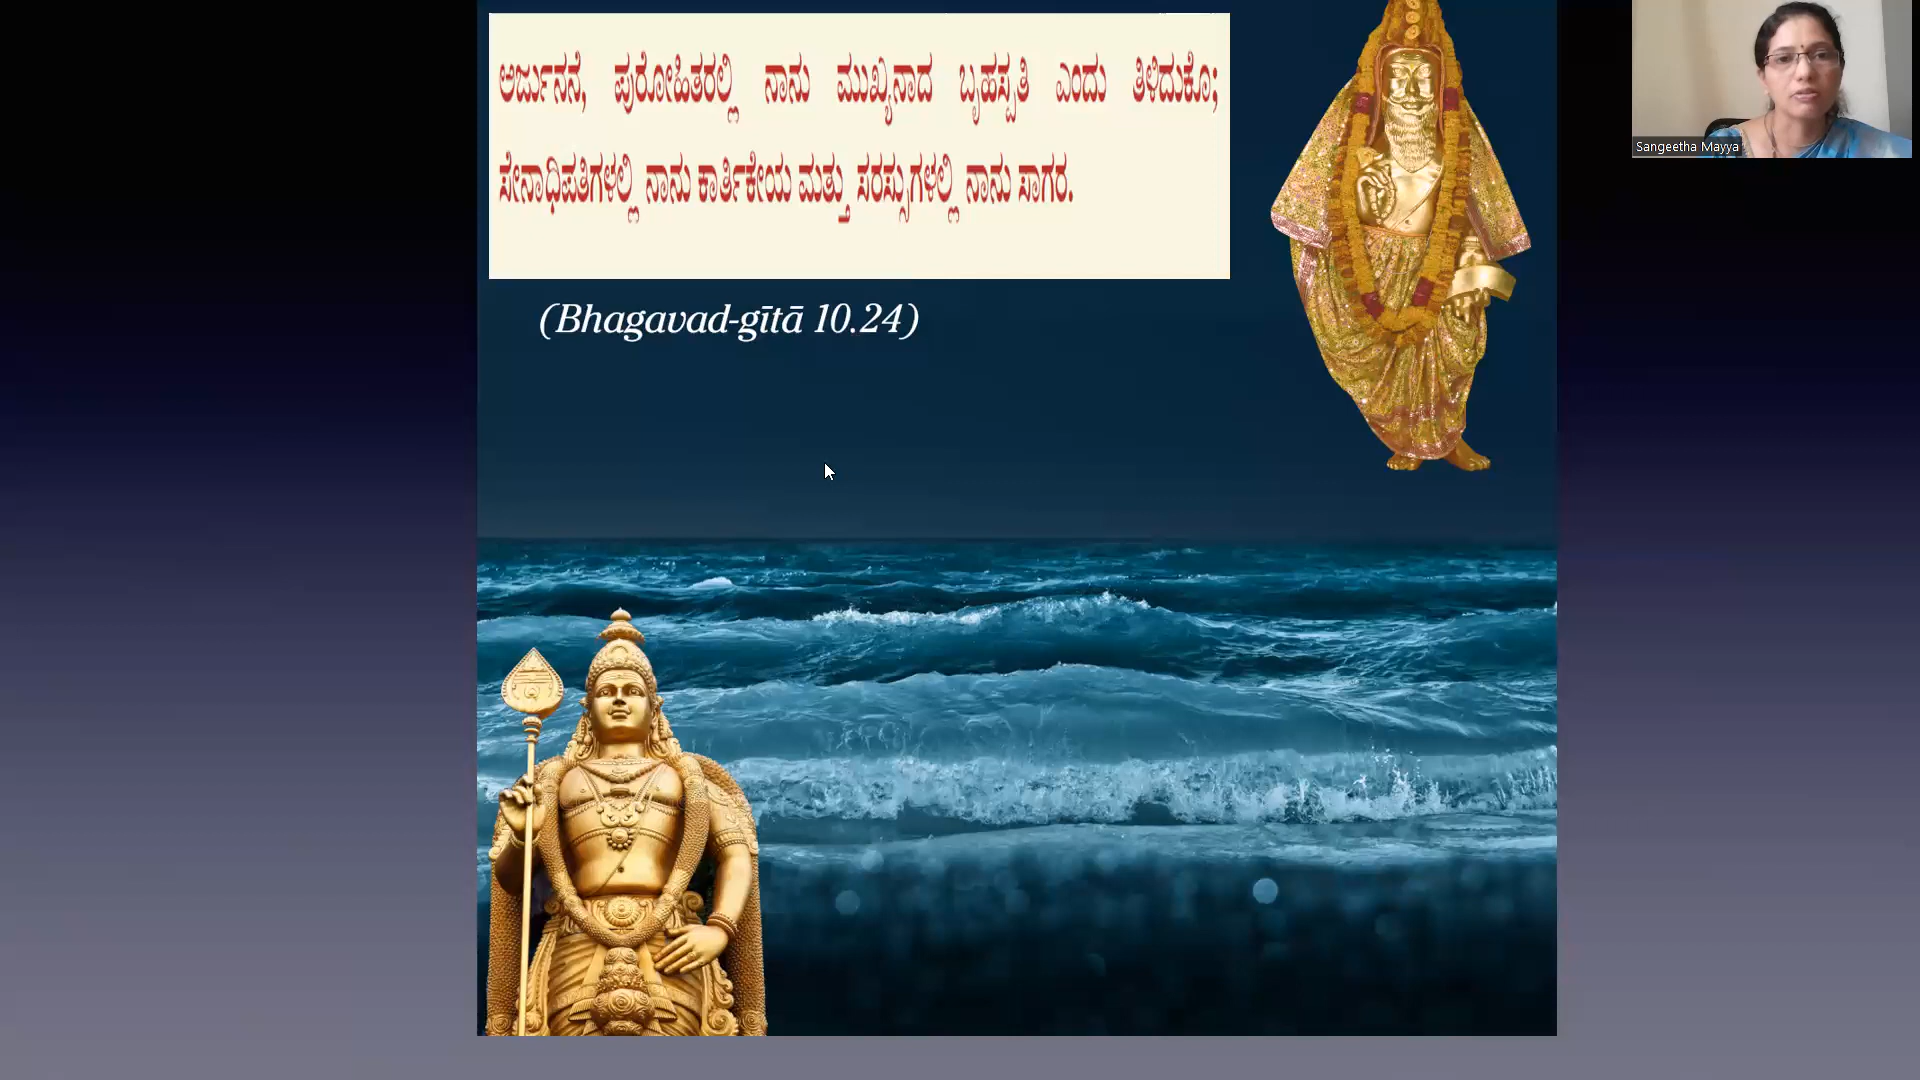 ಅರ್ಜುನನೆ, ಪುರೋಹಿತರಲ್ಲಿ ನಾನು ಮುಖ್ಯನಾದ ಬೃಹಸ್ಪತಿ ಎಂದು ತಿಳಿದುಕೊ;
ಸೇನಾಧಿಪತಿಗಳಲ್ಲಿ ನಾನು ಕಾರ್ತಿಕೇಯ ಮತ್ತು ಸರಸ್ಸುಗಳಲ್ಲಿ ನಾನು ಸಾಗರ.
(Bhagavad-gītā 10.24)
Sangeetha Mayya